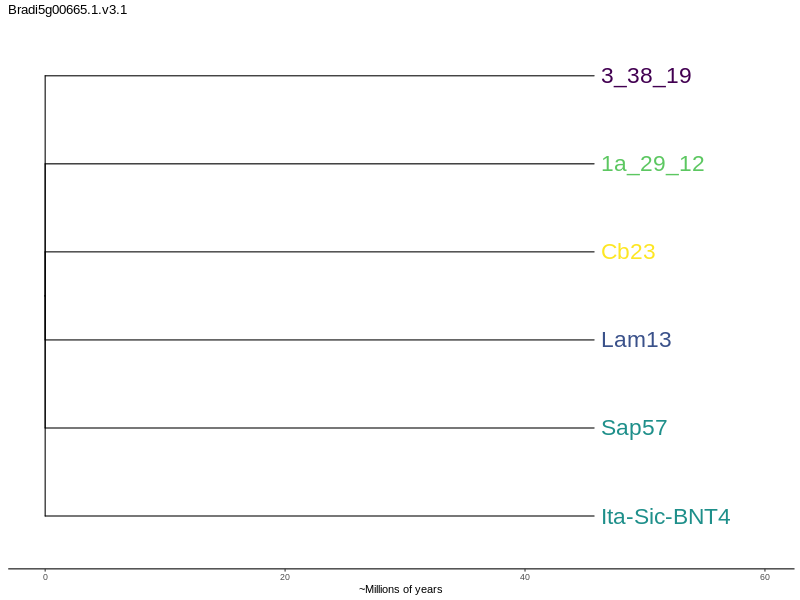 Bradi5g00665.1.v3.1
3_38_19
1a_29_12
Cb23
Lam13
Sap57
Ita-Sic-BNT4
0 20 40 60
~Millions of years